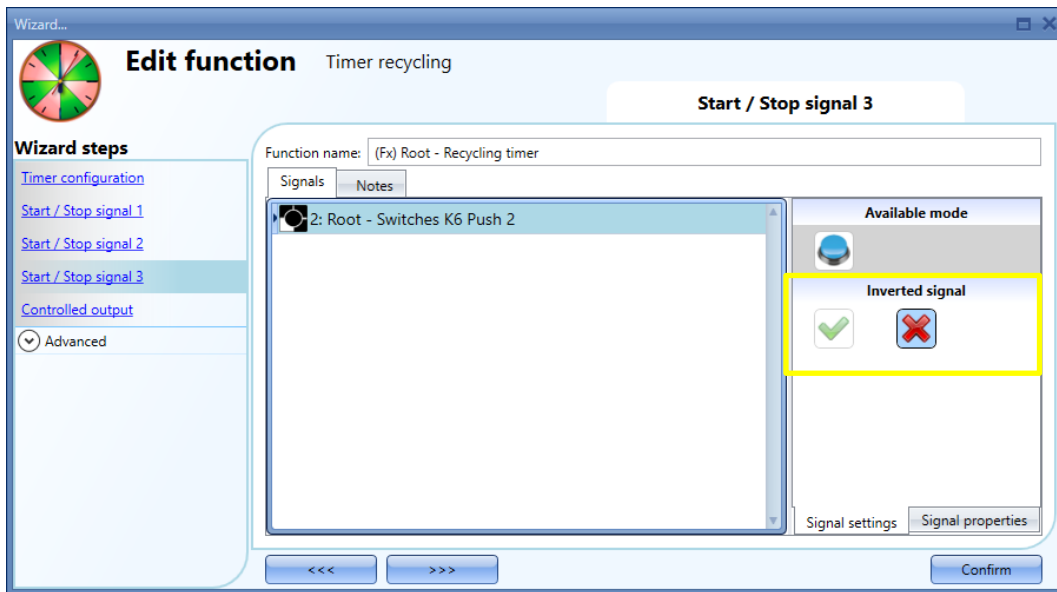 Wizard...
Edit function Timer recycling
Start / Stop signal 3
Wizard steps
Timer configuration
Start / Stop signal 1
Start / Stop signal 2
Start / Stop signal 3
Controlled output
Advanced
Function name: (Fx) Root - Recycling timer
Signals Notes
2: Root - Switches K6 Push 2
Available mode
Inverted signal
Signal settings Signal properties
<<< >>> Confirm